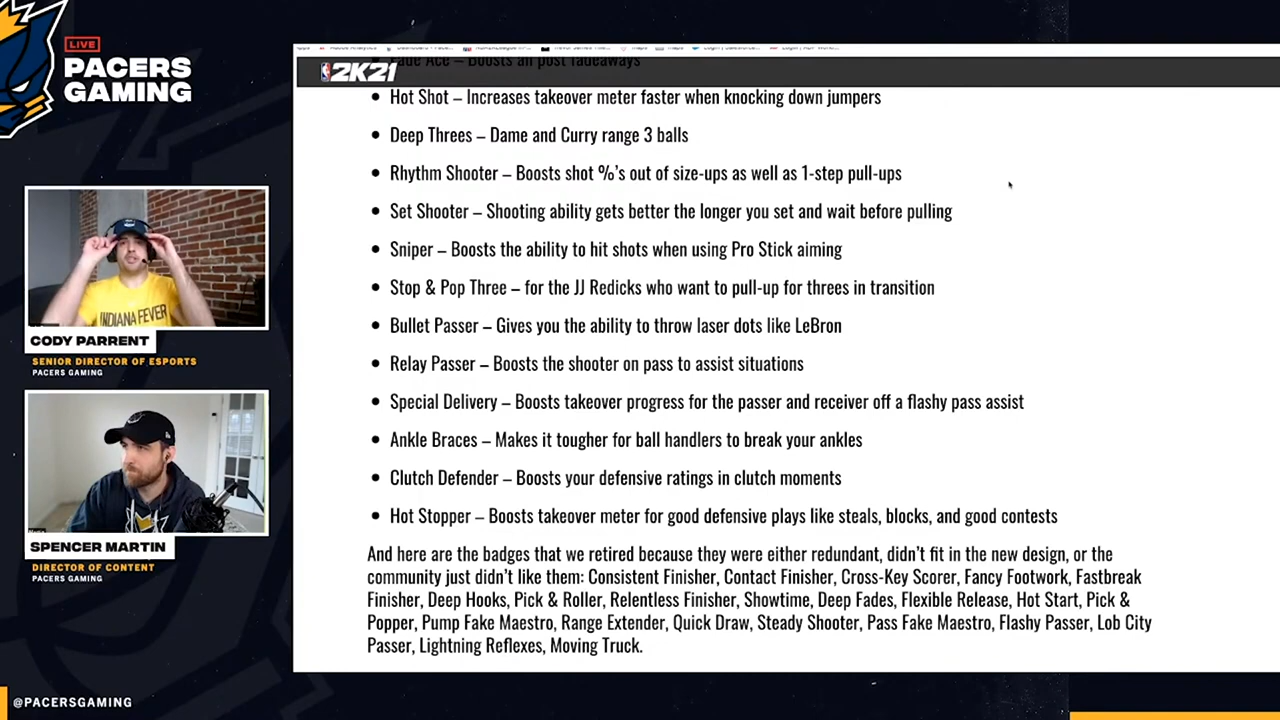 LIVE
PACERS
GAMING
Fade Ace – Boosts all post fadeaways
NBA 2K21
• Hot Shot – Increases takeover meter faster when knocking down jumpers
• Deep Threes – Dame and Curry range 3 balls
• Rhythm Shooter – Boosts shot %'s out of size-ups as well as 1-step pull-ups
• Set Shooter – Shooting ability gets better the longer you set and wait before pulling
• Sniper – Boosts the ability to hit shots when using Pro Stick aiming
• Stop & Pop Three – for the JJ Redicks who want to pull-up for threes in transition
• Bullet Passer – Gives you the ability to throw laser dots like LeBron
• Relay Passer – Boosts the shooter on pass to assist situations
• Special Delivery – Boosts takeover progress for the passer and receiver off a flashy pass assist
• Ankle Braces – Makes it tougher for ball handlers to break your ankles
• Clutch Defender – Boosts your defensive ratings in clutch moments
• Hot Stopper – Boosts takeover meter for good defensive plays like steals, blocks, and good contests
And here are the badges that we retired because they were either redundant, didn't fit in the new design, or the
community just didn't like them: Consistent Finisher, Contact Finisher, Cross-Key Scorer, Fancy Footwork, Fastbreak
Finisher, Deep Hooks, Pick & Roller, Relentless Finisher, Showtime, Deep Fades, Flexible Release, Hot Start, Pick &
Popper, Pump Fake Maestro, Range Extender, Quick Draw, Steady Shooter, Pass Fake Maestro, Flashy Passer, Lob City
Passer, Lightning Reflexes, Moving Truck.
INDIANA FEVER
CODY PARRENT
SENIOR DIRECTOR OF ESPORTS
PACERS GAMING
SPENCER MARTIN
DIRECTOR OF CONTENT
PACERS GAMING
@PACERSGAMING